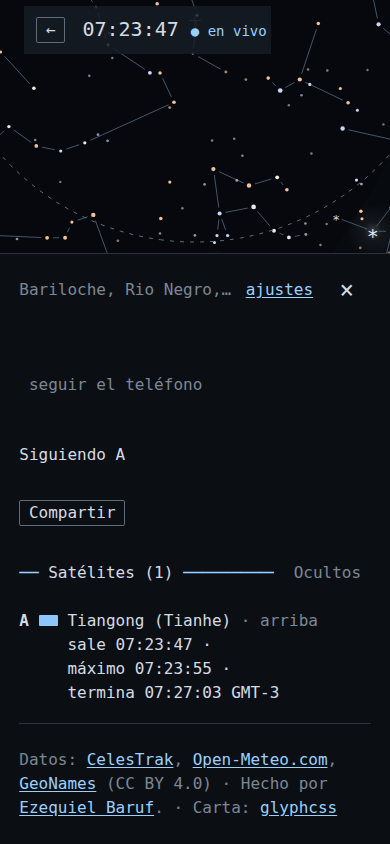 ← 07:23:47 ● en vivo
Bariloche, Rio Negro,… ajustes ×
seguir el teléfono
Siguiendo A
Compartir
Satélites (1) Ocultos
A Tiangong (Tianhe) · arriba
sale 07:23:47 ·
máximo 07:23:55 ·
termina 07:27:03 GMT-3
Datos: CelesTrak, Open-Meteo.com,
GeoNames (CC BY 4.0) · Hecho por
Ezequiel Baruf. · Carta: glyphcss